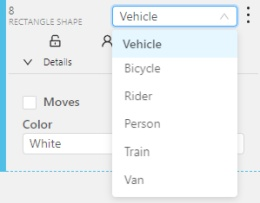 8
RECTANGLE SHAPE
Vehicle
Vehicle
Bicycle
Rider
Person
Train
Van
Details
Moves
Color
White